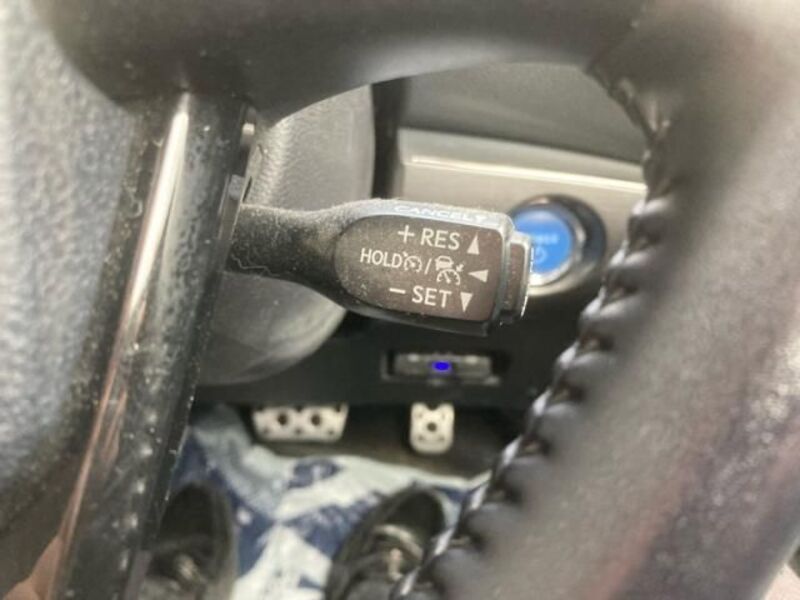 CANCEL
+ RES ▲
HOLD / ◀
− SET ▼